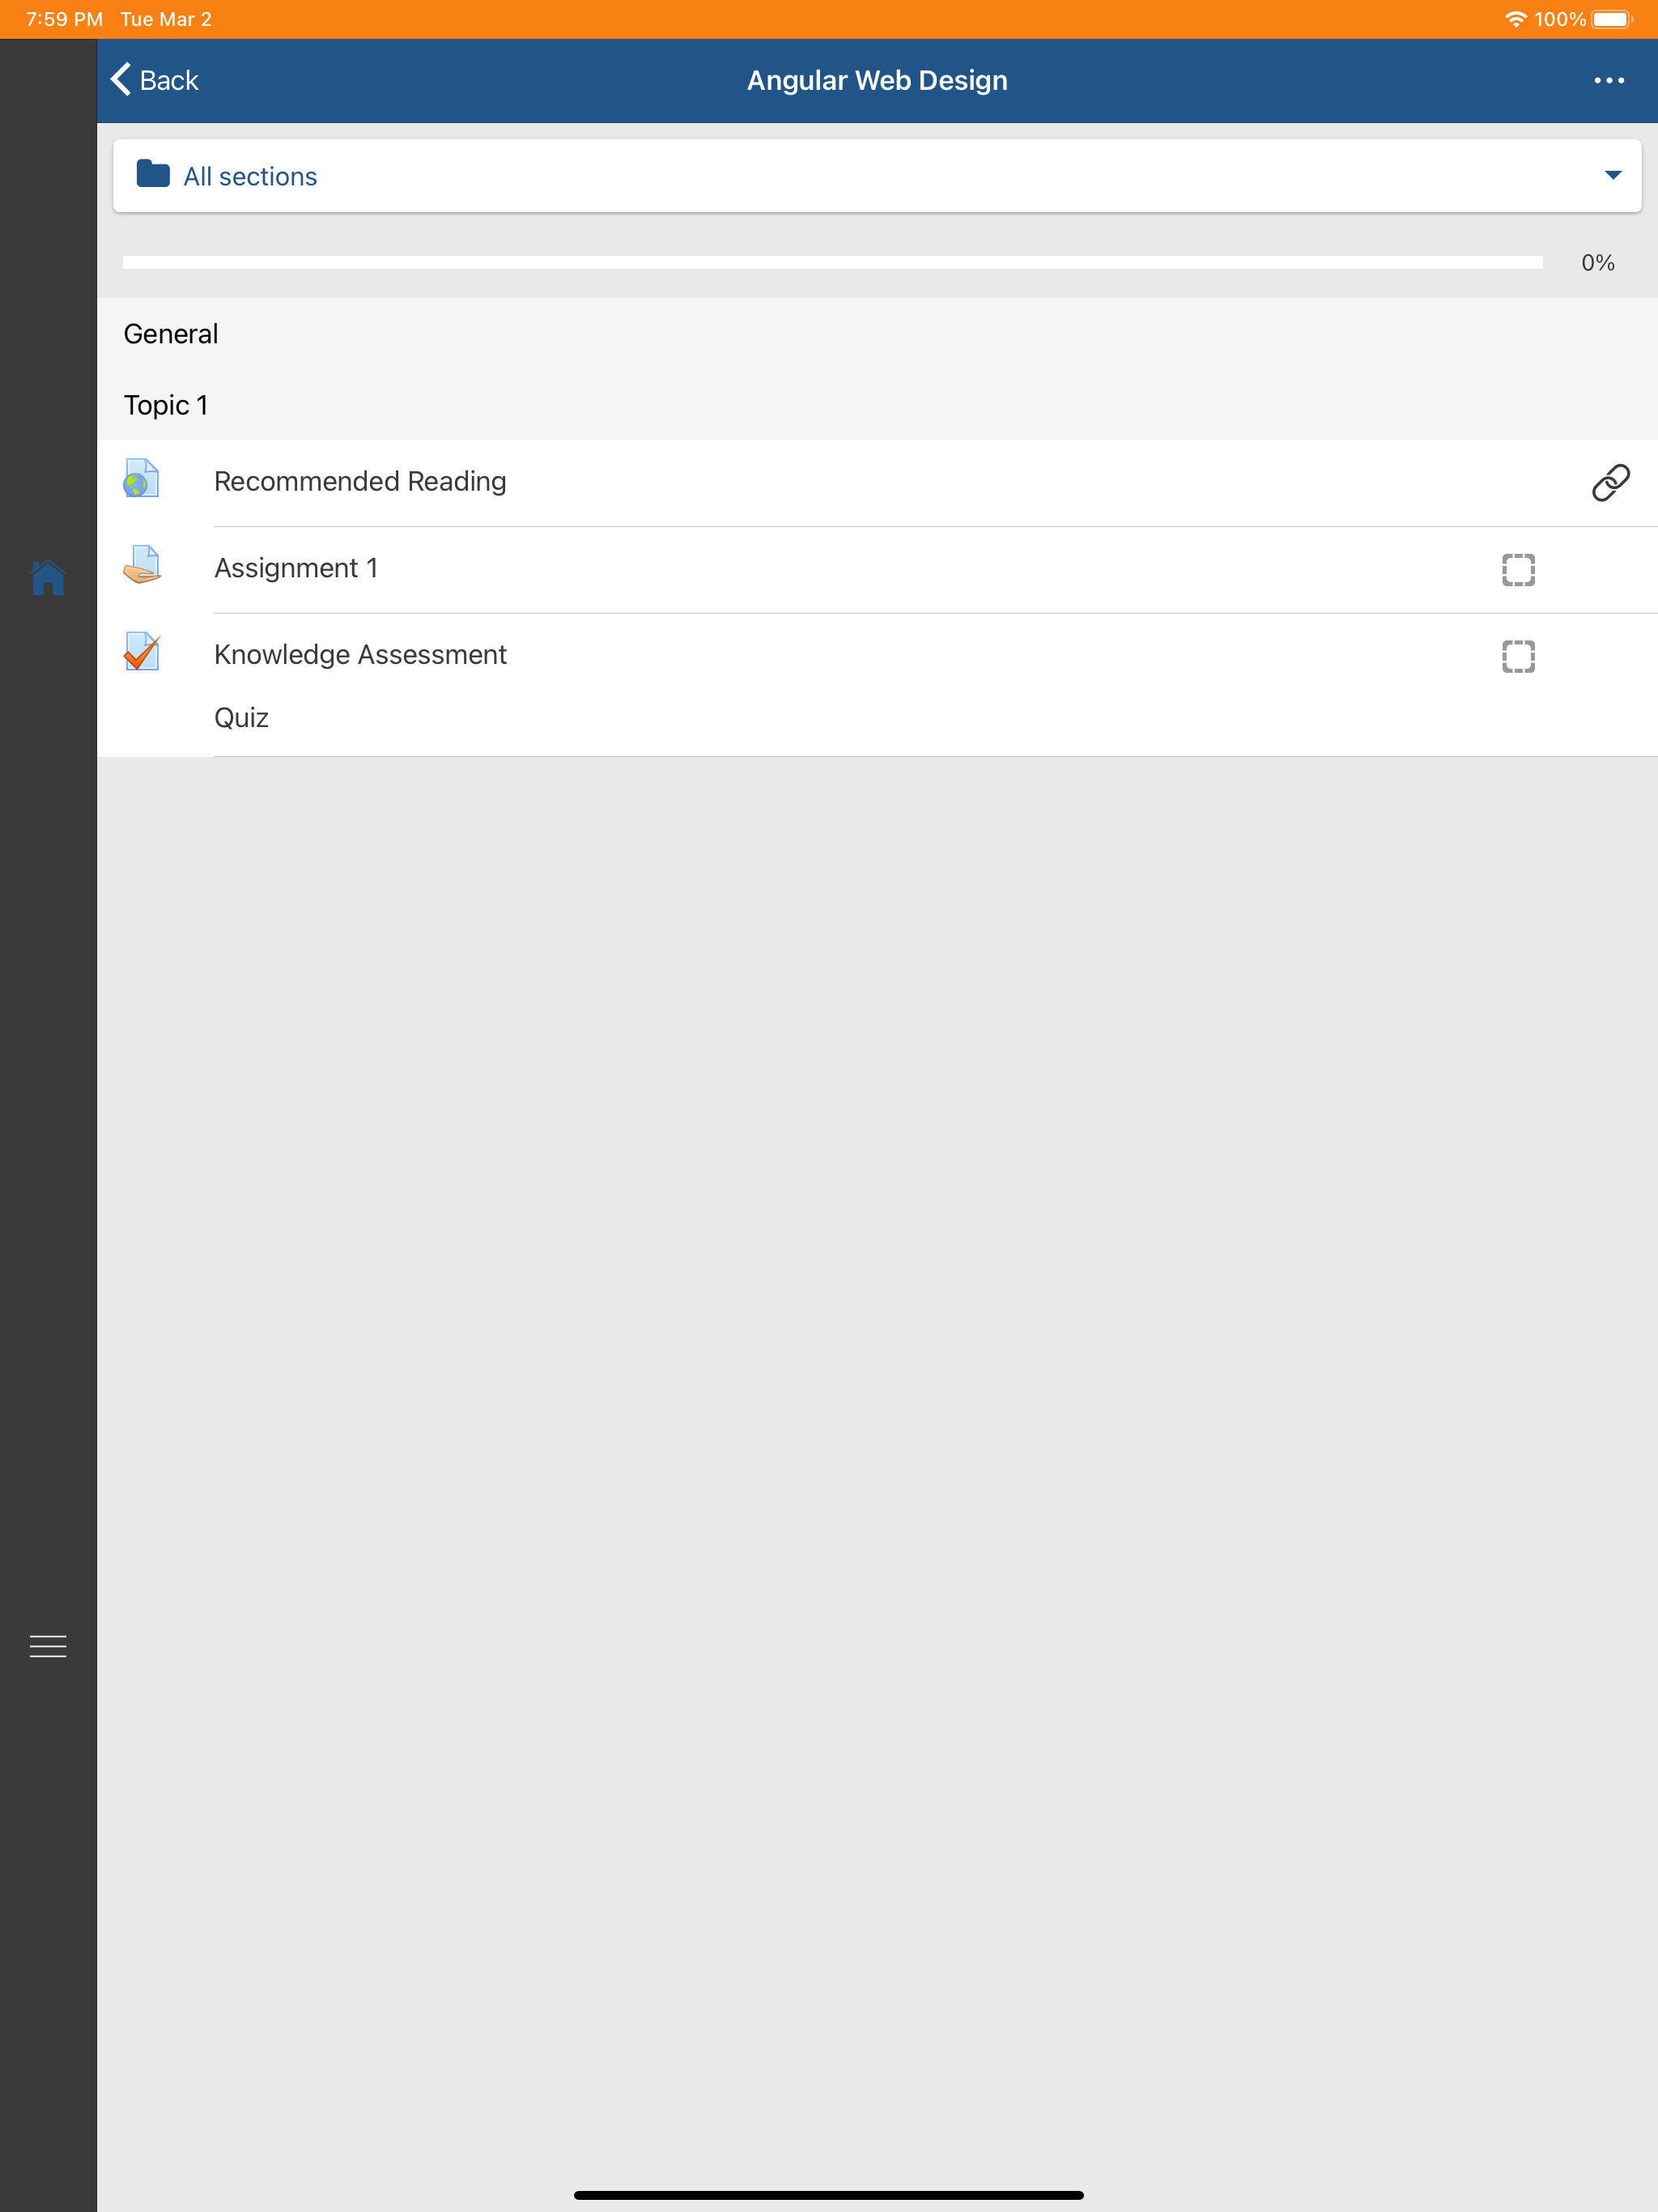 7:59 PM Tue Mar 2 100%
Back Angular Web Design
All sections
0%
General
Topic 1
Recommended Reading
Assignment 1
Knowledge Assessment
Quiz